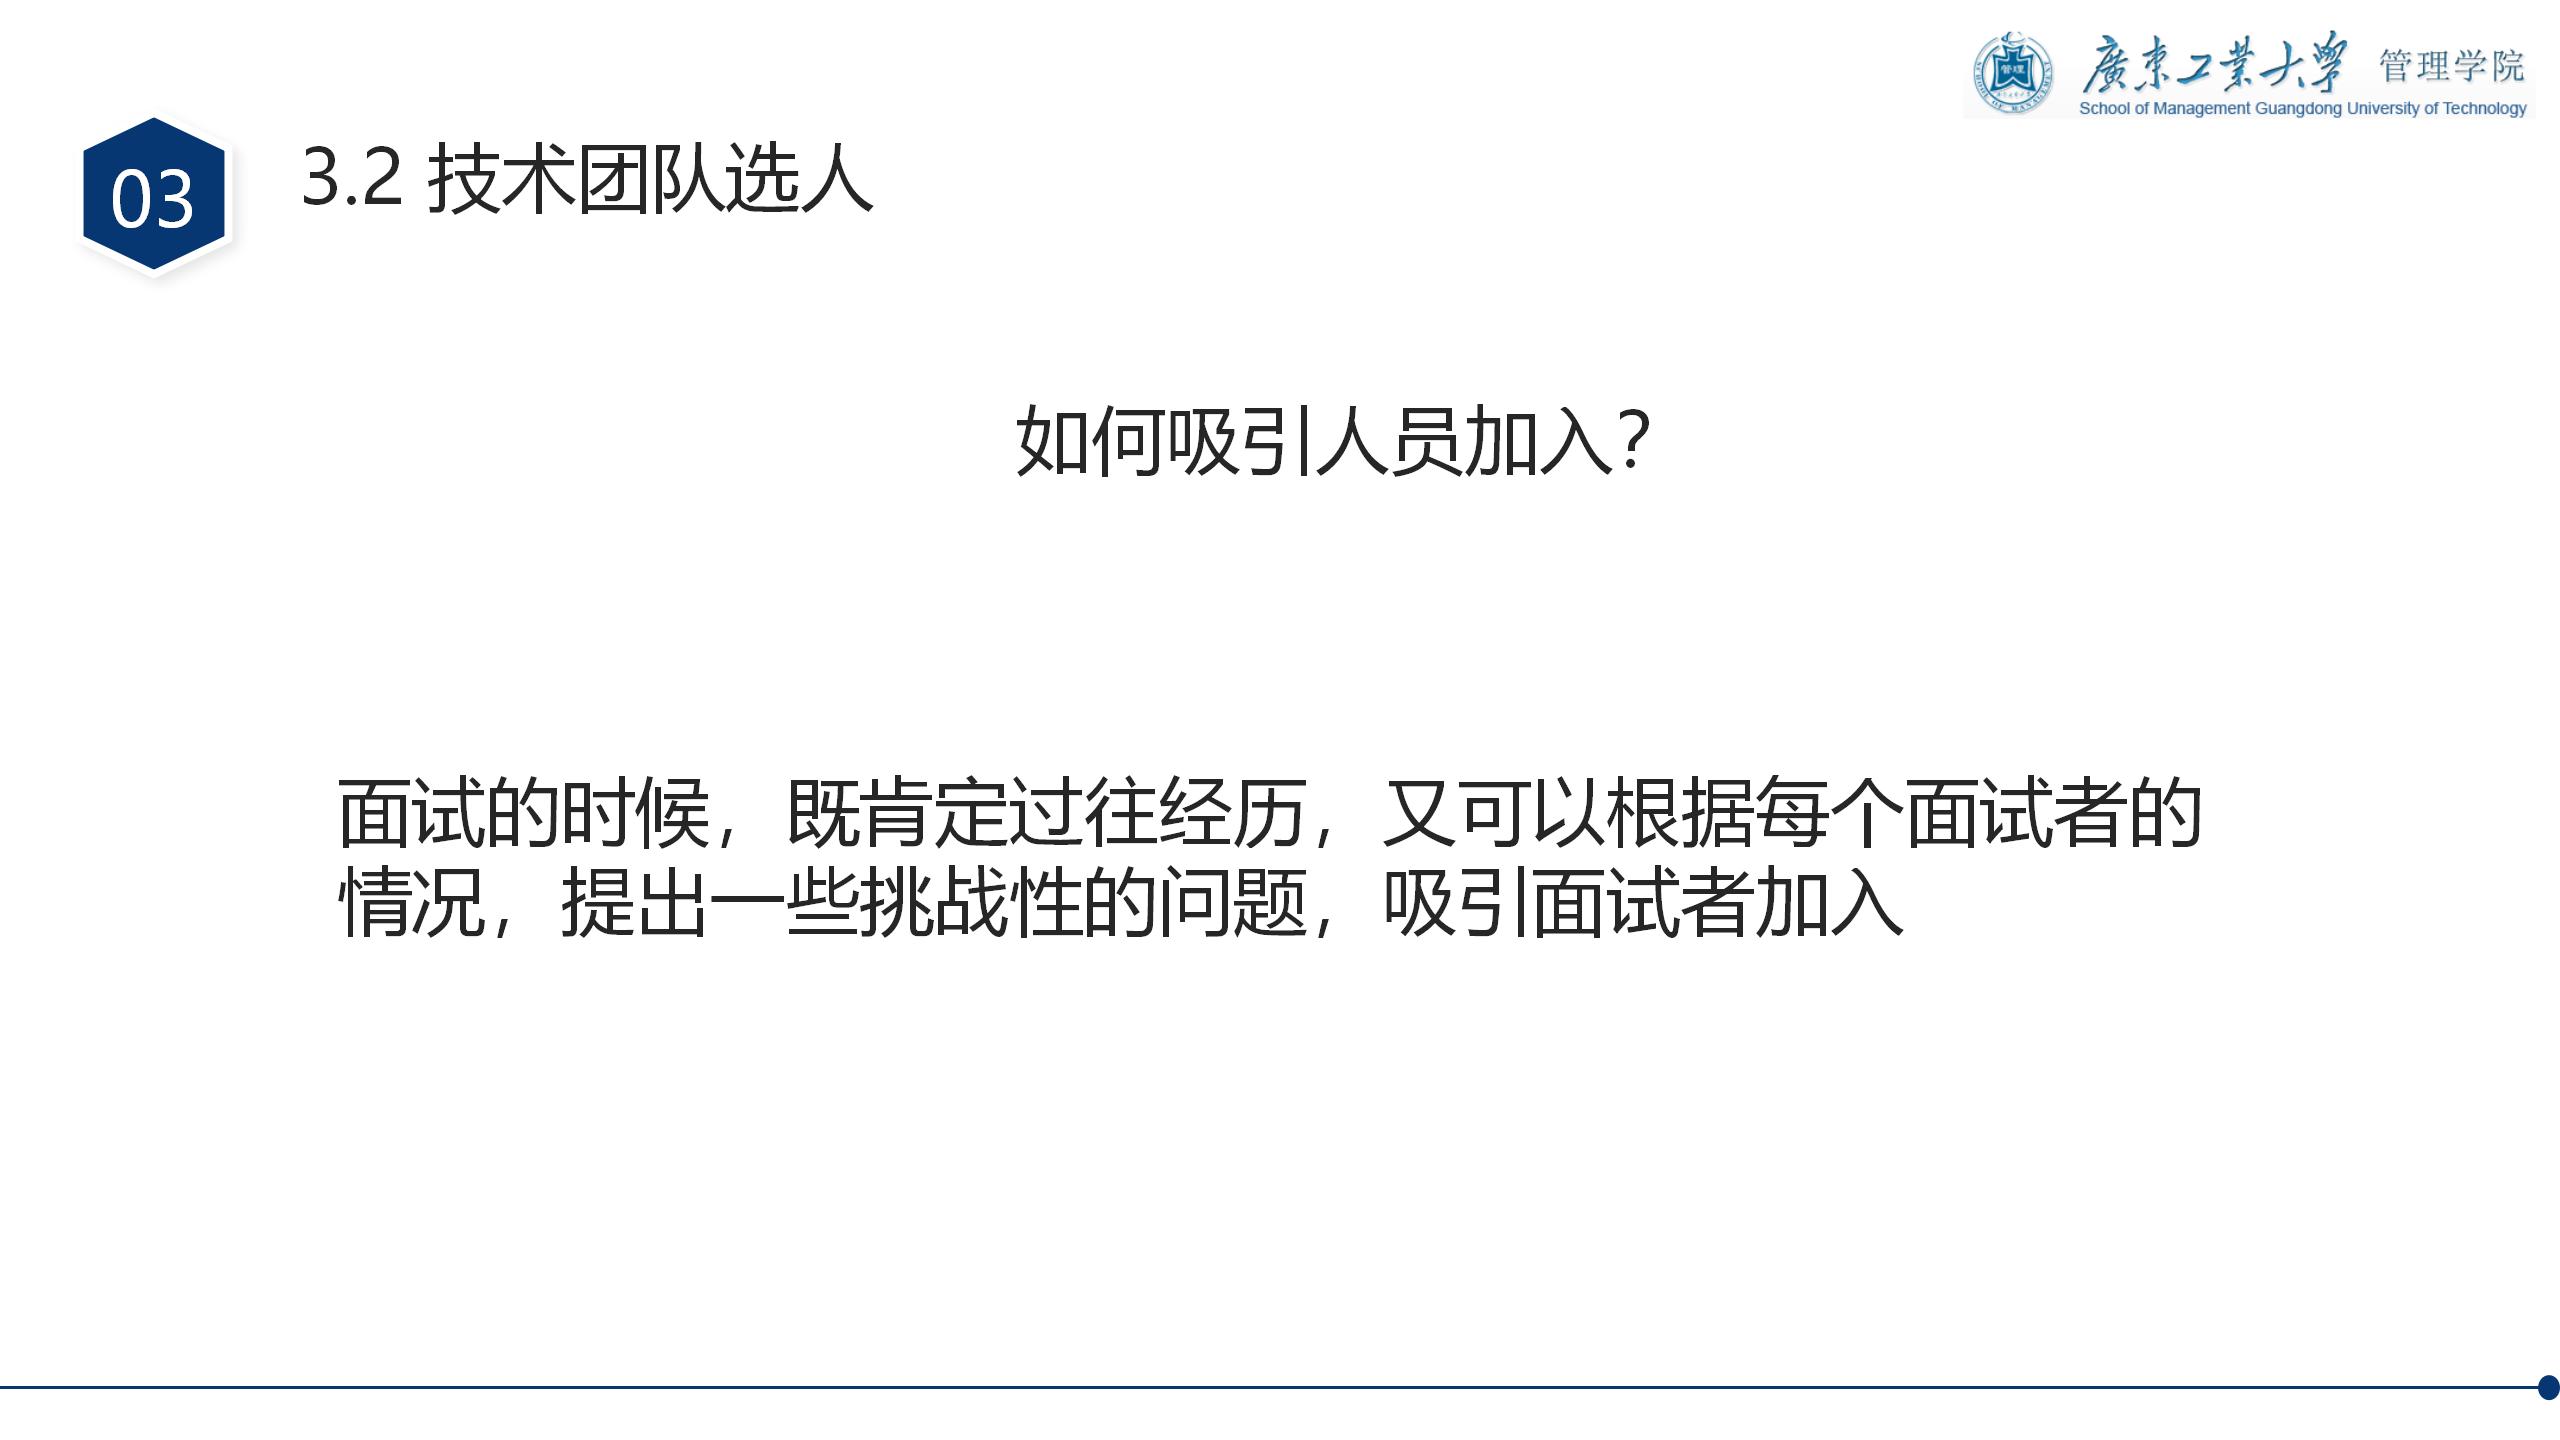 廣東工业大學 管理学院
School of Management Guangdong University of Technology
03
3.2 技术团队选人
如何吸引人员加入？
面试的时候，既肯定过往经历，又可以根据每个面试者的
情况，提出一些挑战性的问题，吸引面试者加入